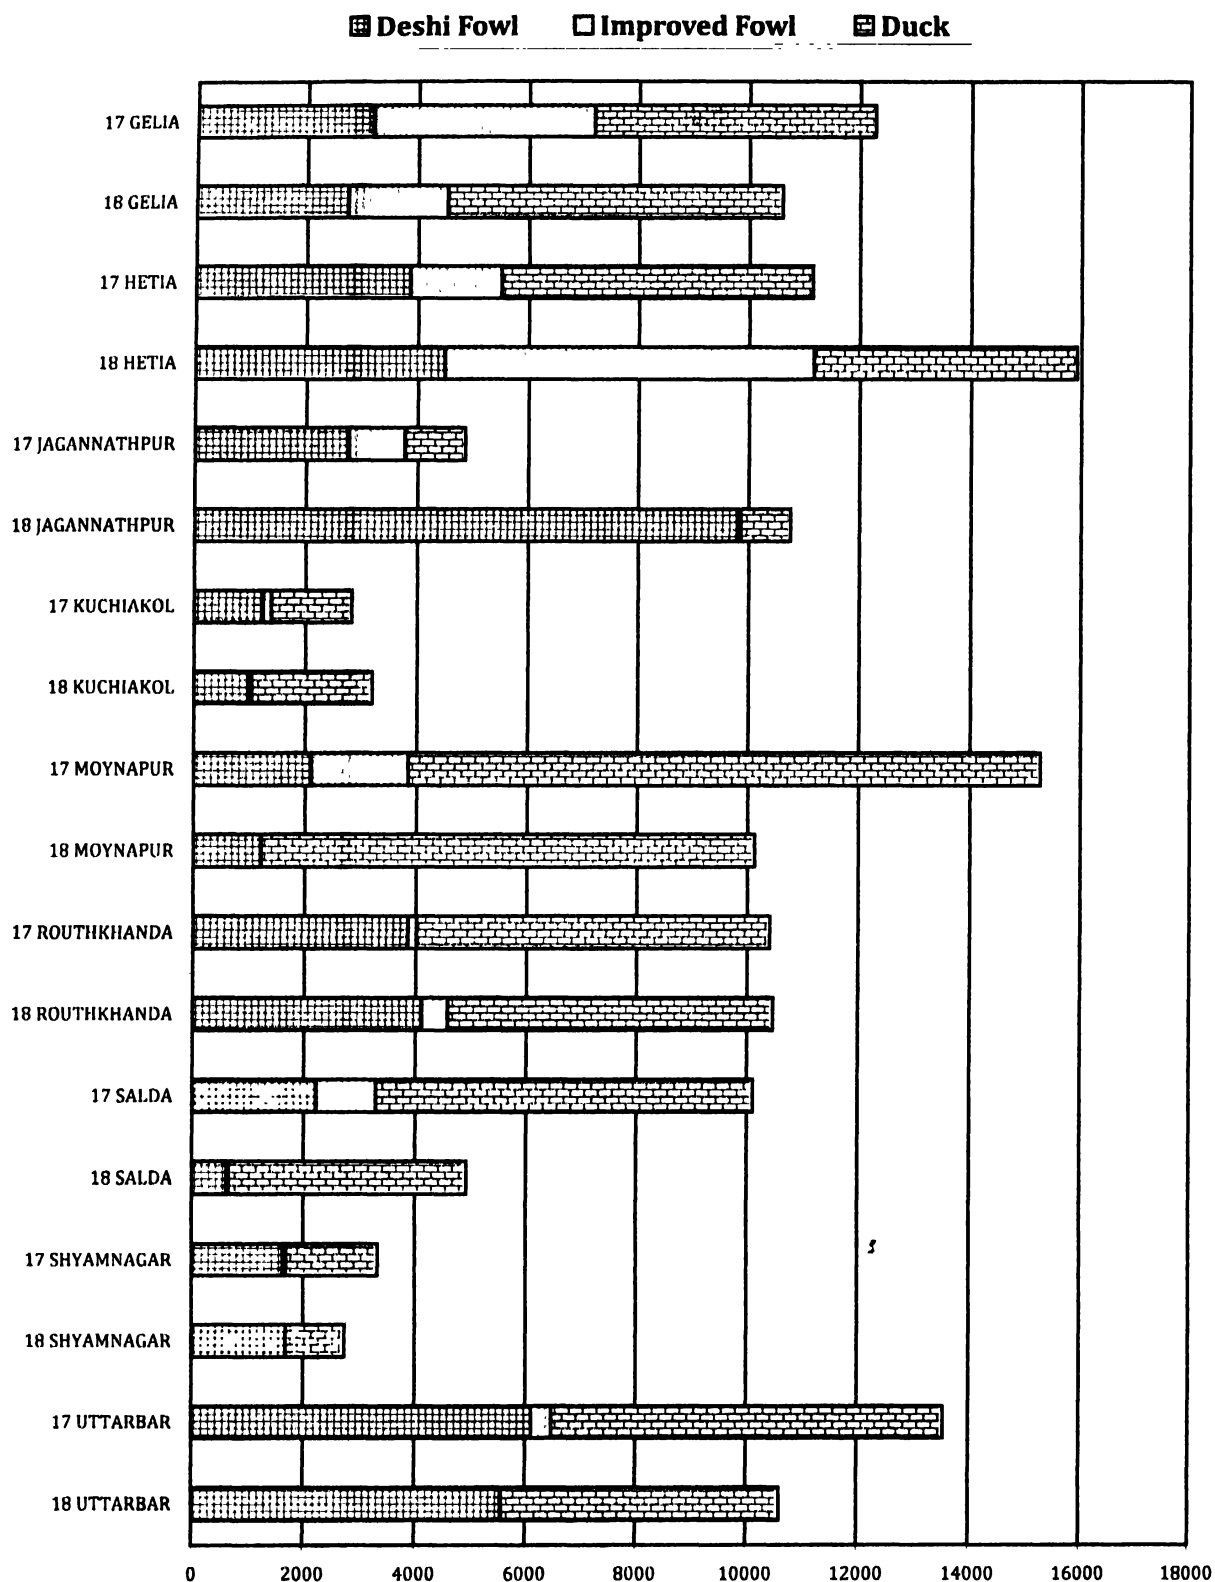 Deshi Fowl Improved Fowl Duck
17 GELIA
18 GELIA
17 HETIA
18 HETIA
17 JAGANNATHPUR
18 JAGANNATHPUR
17 KUCHIAKOL
18 KUCHIAKOL
17 MOYNAPUR
18 MOYNAPUR
17 ROUTHKHANDA
18 ROUTHKHANDA
17 SALDA
18 SALDA
17 SHYAMNAGAR
18 SHYAMNAGAR
17 UTTARBAR
18 UTTARBAR
0 2000 4000 6000 8000 10000 12000 14000 16000 18000